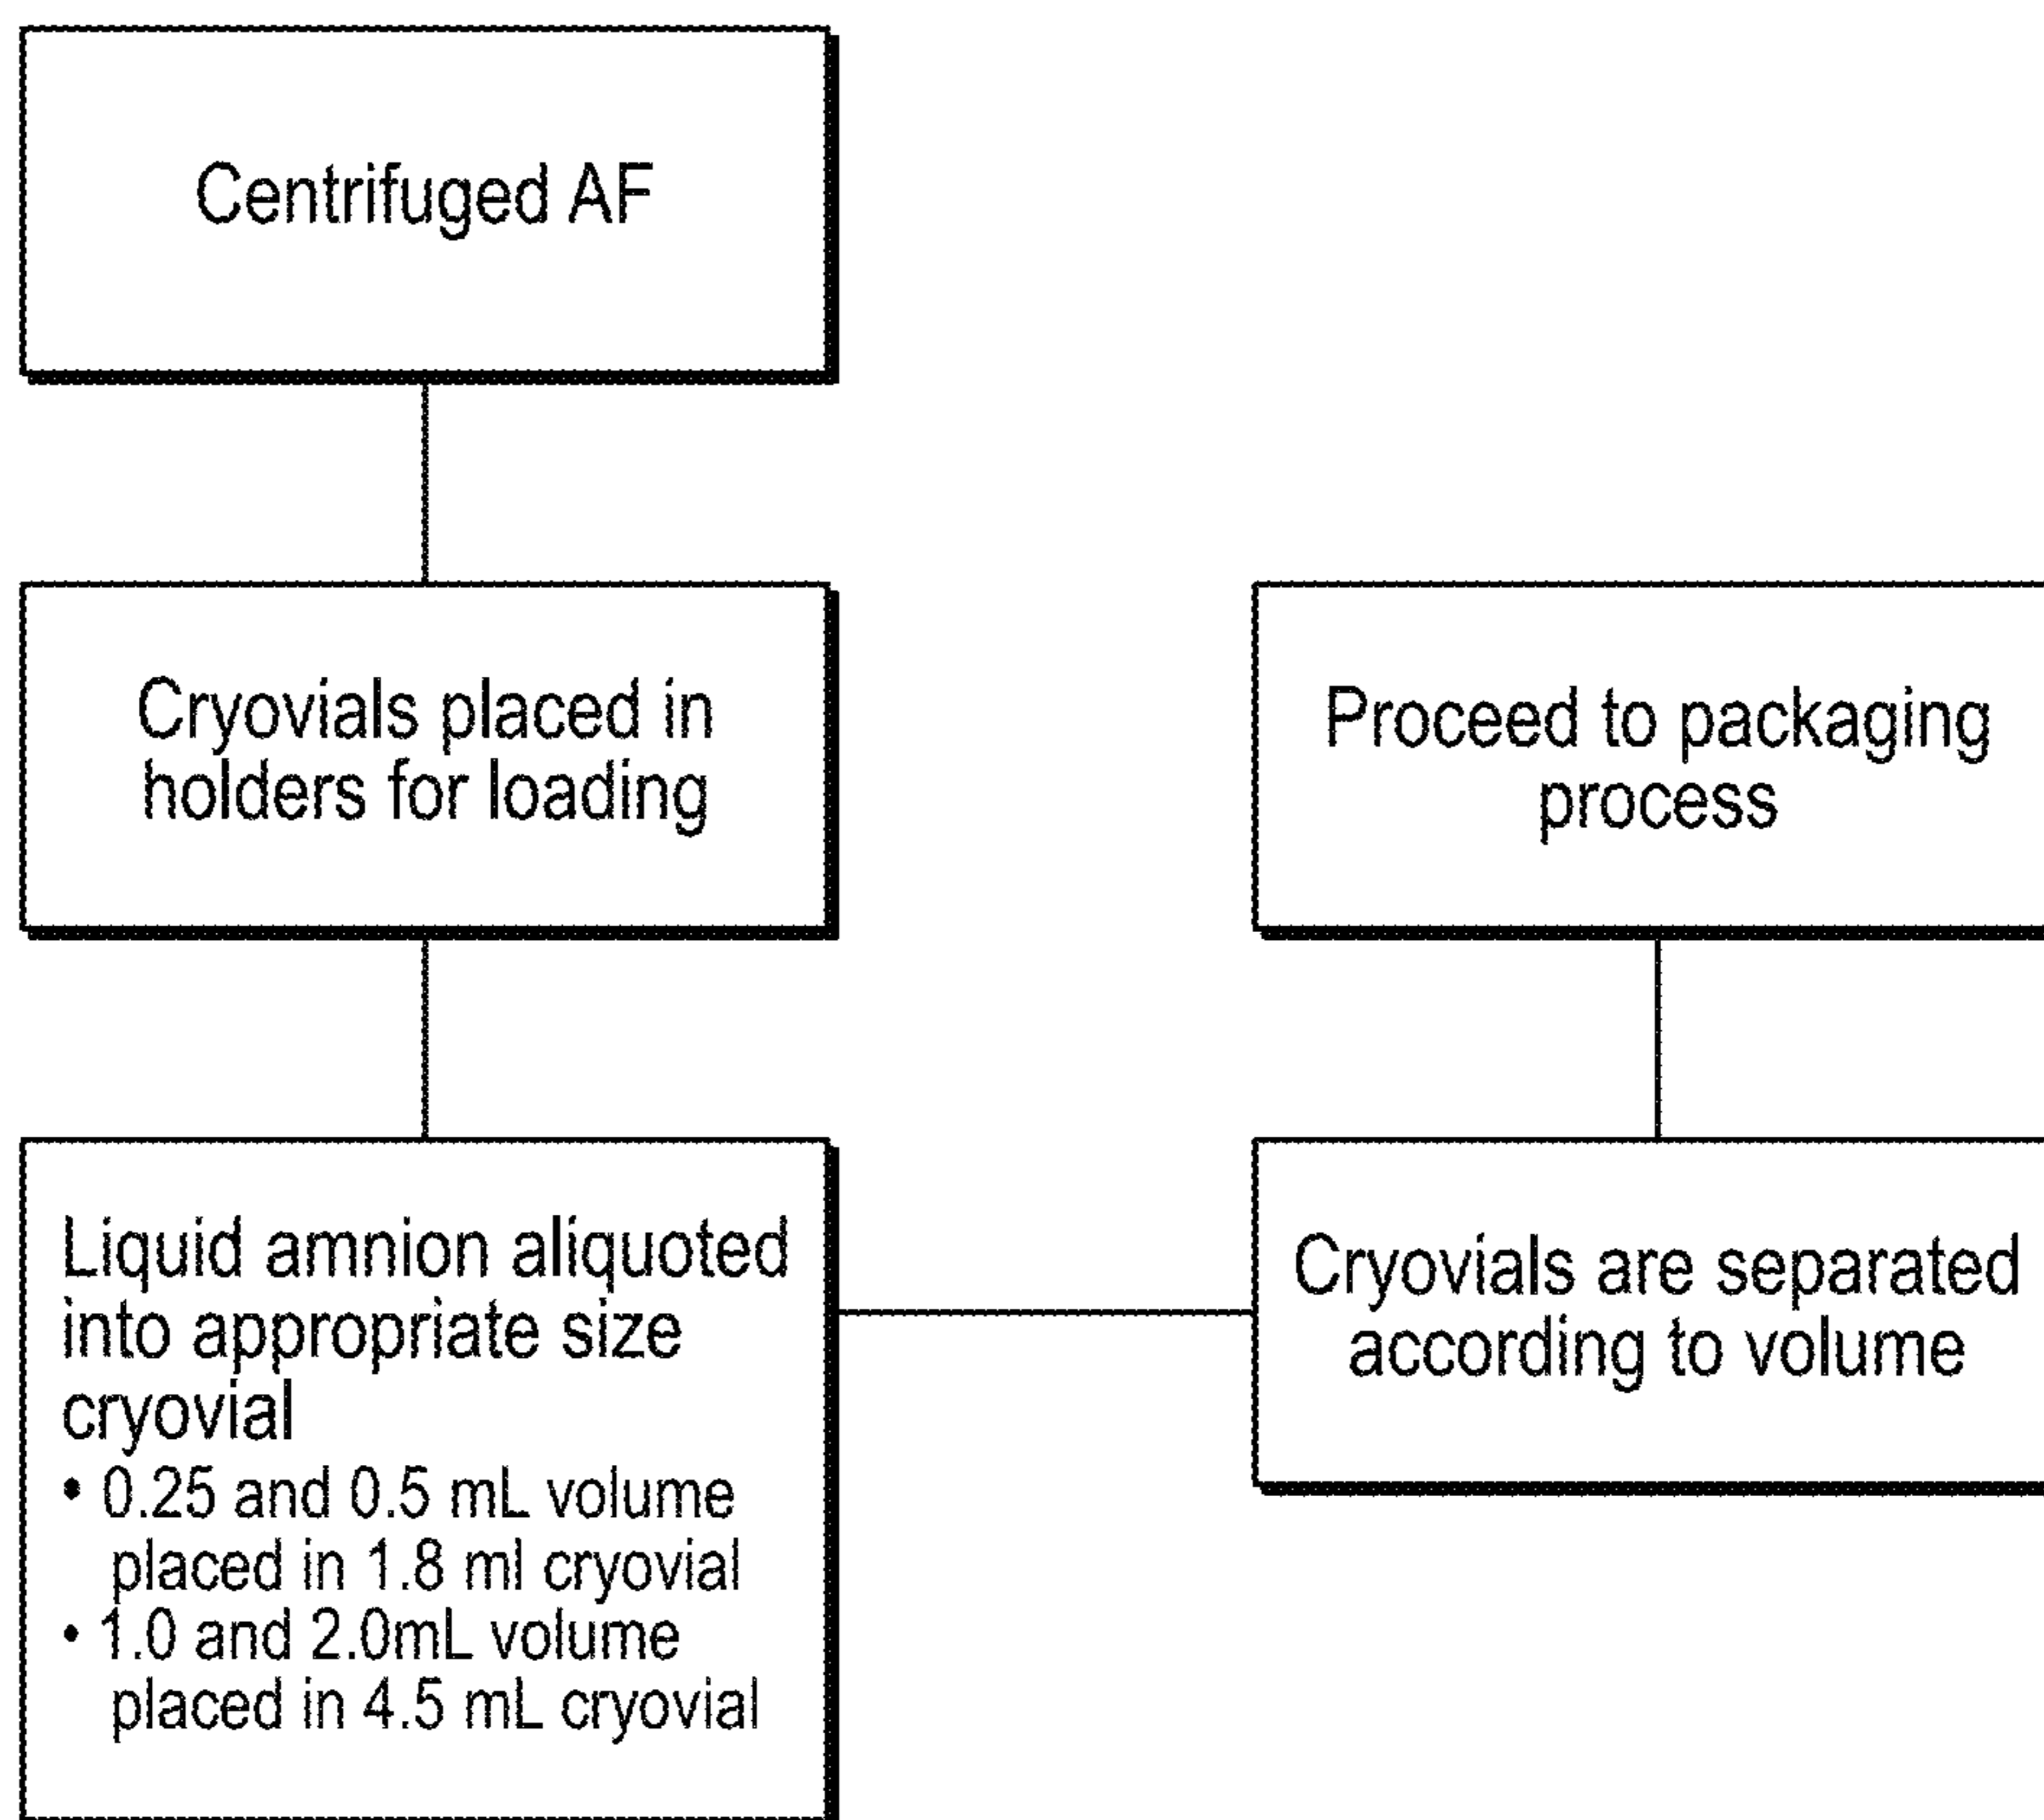 Centrifuged AF
Cryovials placed in
holders for loading
Liquid amnion aliquoted
into appropriate size
cryovial
• 0.25 and 0.5 mL volume
placed in 1.8 ml cryovial
• 1.0 and 2.0mL volume
placed in 4.5 mL cryovial
Cryovials are separated
according to volume
Proceed to packaging
process